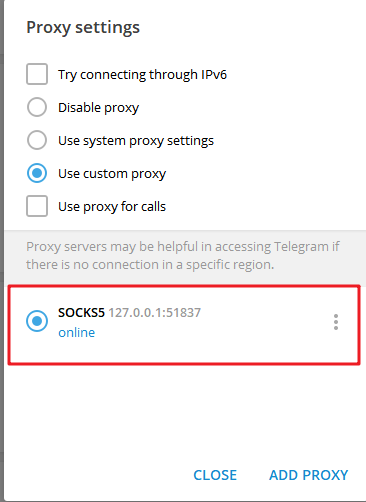 Proxy settings
Try connecting through IPv6
Disable proxy
Use system proxy settings
Use custom proxy
Use proxy for calls
Proxy servers may be helpful in accessing Telegram if
there is no connection in a specific region.
SOCKS5 127.0.0.1:51837
online
CLOSE ADD PROXY